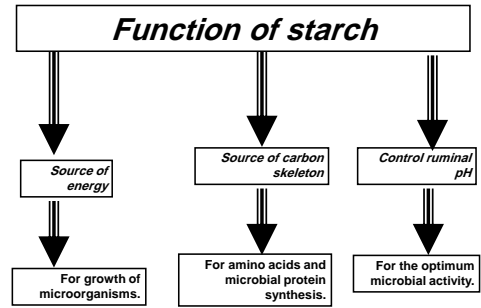 Function of starch
Source of
energy
Source of carbon
skeleton
Control ruminal
pH
For growth of
microorganisms.
For amino acids and
microbial protein
synthesis.
For the optimum
microbial activity.